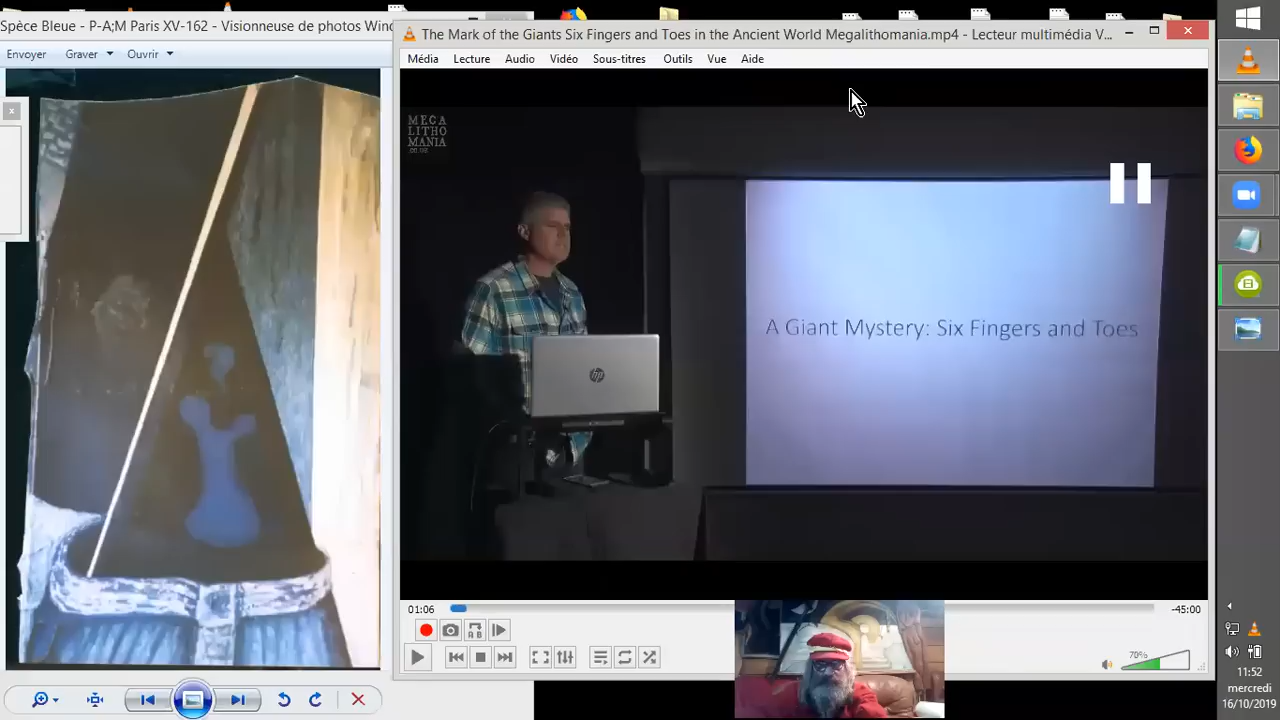 Spèce Bleue - P-A;M Paris XV-162 - Visionneuse de photos Wind
Envoyer Graver Ouvrir
The Mark of the Giants Six Fingers and Toes in the Ancient World Megalithomania.mp4 - Lecteur multimédia V...
Média Lecture Audio Vidéo Sous-titres Outils Vue Aide
MEGA
LITHO
MANIA
.CO.UK
A Giant Mystery: Six Fingers and Toes
hp
01:06
-45:00
70%
11:52
mercredi
16/10/2019